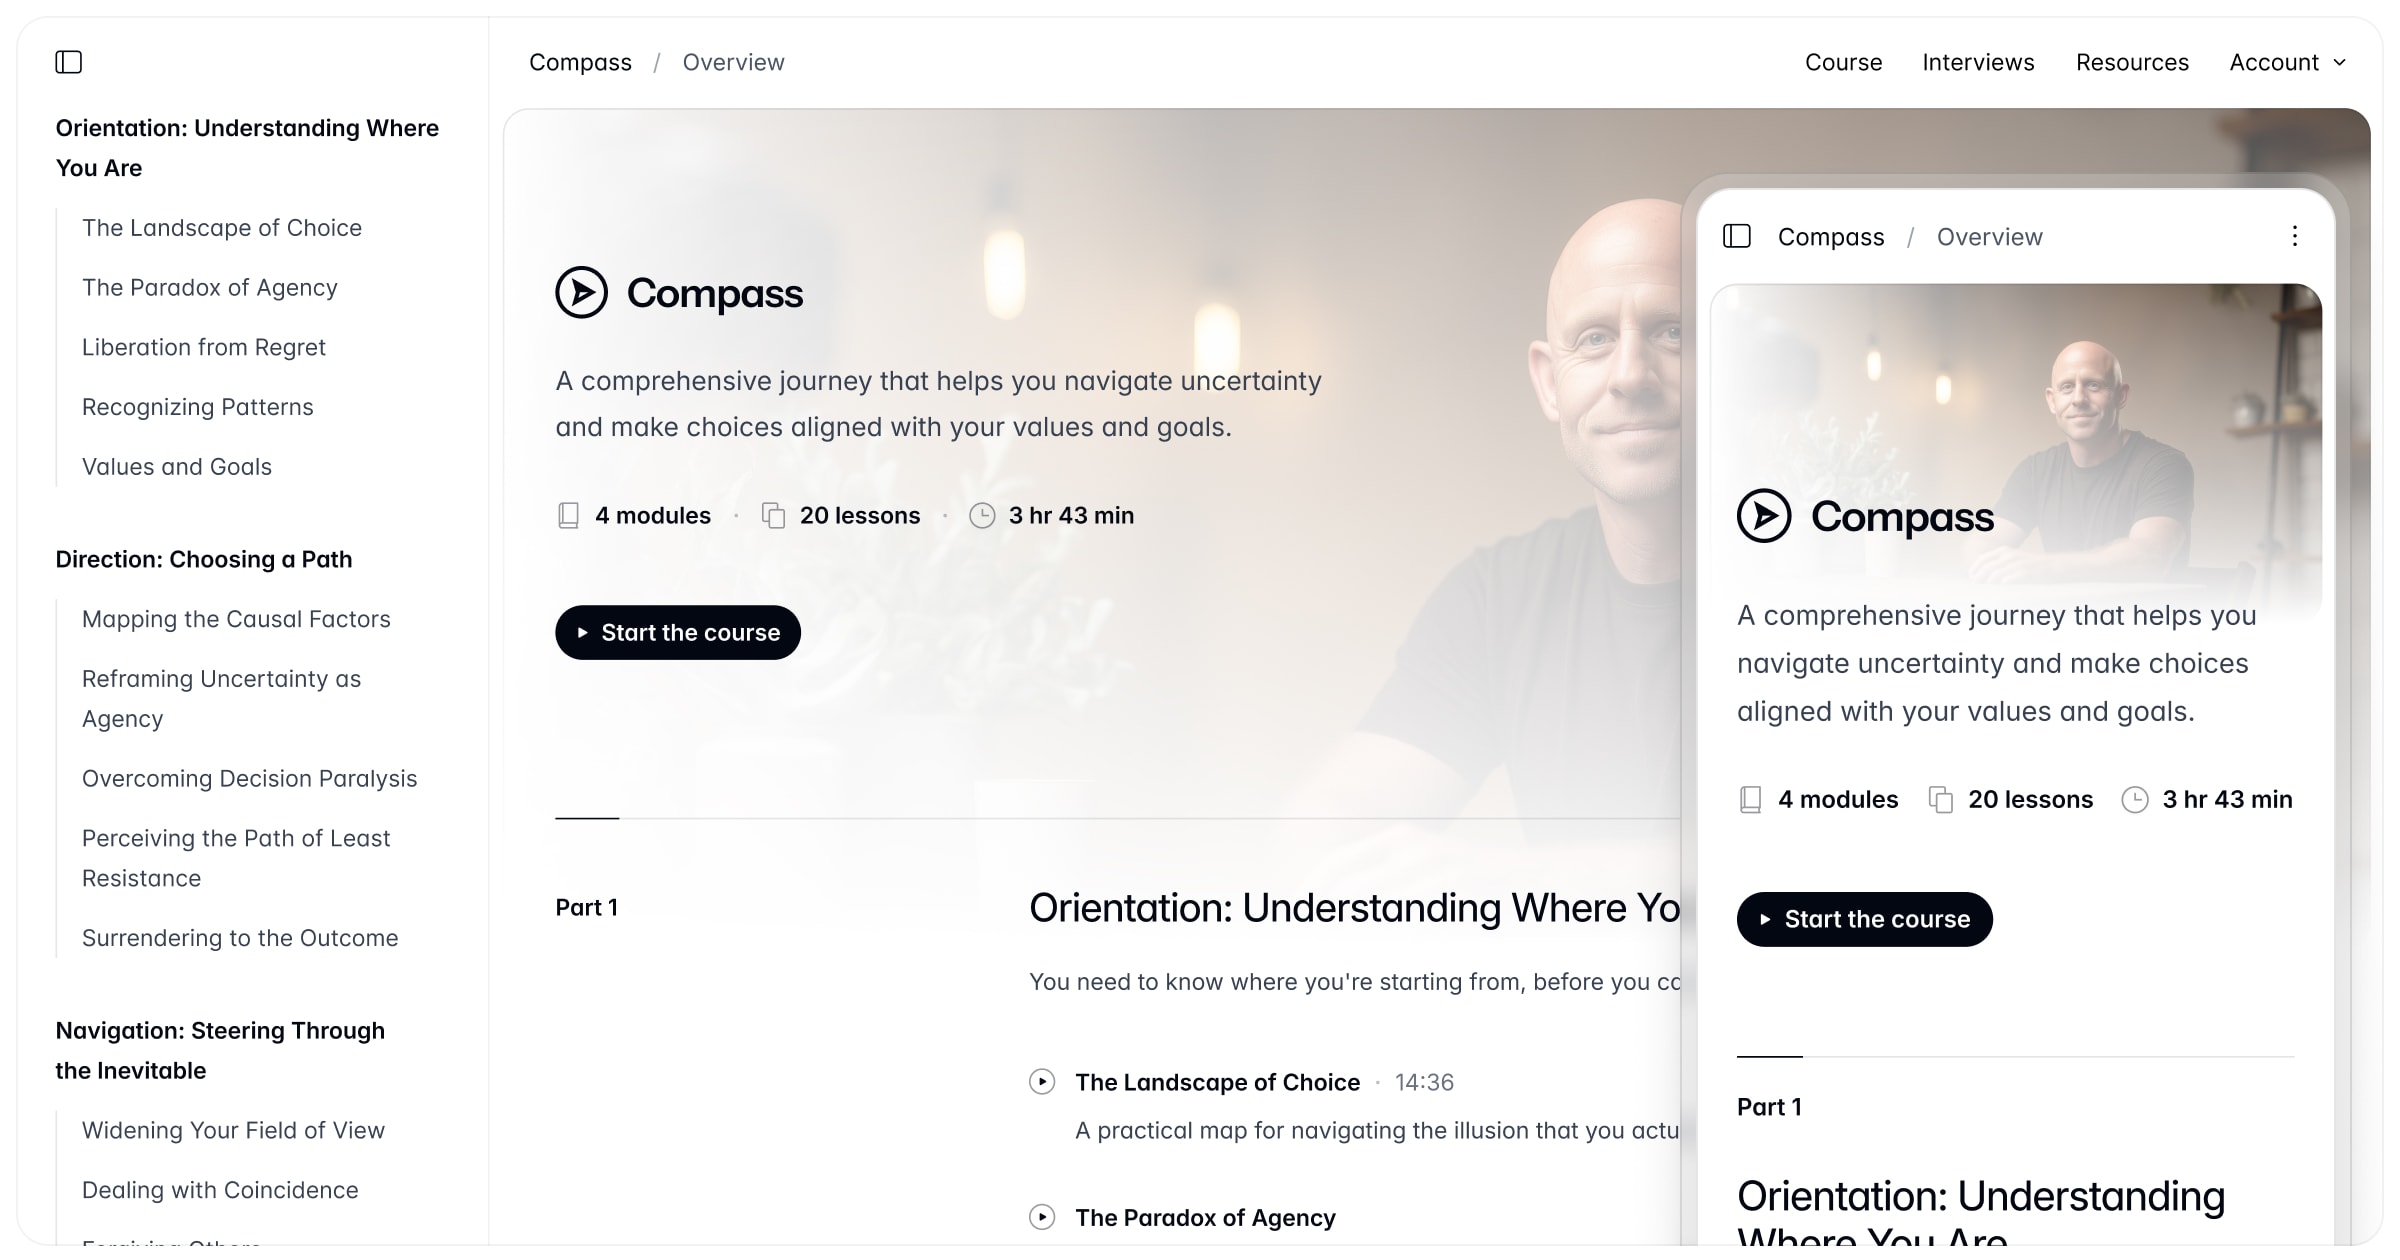 Orientation: Understanding Where
You Are
The Landscape of Choice
The Paradox of Agency
Liberation from Regret
Recognizing Patterns
Values and Goals
Direction: Choosing a Path
Mapping the Causal Factors
Reframing Uncertainty as
Agency
Overcoming Decision Paralysis
Perceiving the Path of Least
Resistance
Surrendering to the Outcome
Navigation: Steering Through
the Inevitable
Widening Your Field of View
Dealing with Coincidence
Forgiving Others
Compass / Overview
Course Interviews Resources Account
Compass
A comprehensive journey that helps you navigate uncertainty
and make choices aligned with your values and goals.
4 modules · 20 lessons · 3 hr 43 min
Start the course
Part 1
Orientation: Understanding Where Yo
You need to know where you're starting from, before you ca
The Landscape of Choice · 14:36
A practical map for navigating the illusion that you actu
The Paradox of Agency
Compass / Overview
Compass
A comprehensive journey that helps you
navigate uncertainty and make choices
aligned with your values and goals.
4 modules 20 lessons 3 hr 43 min
Start the course
Part 1
Orientation: Understanding
Where You Are